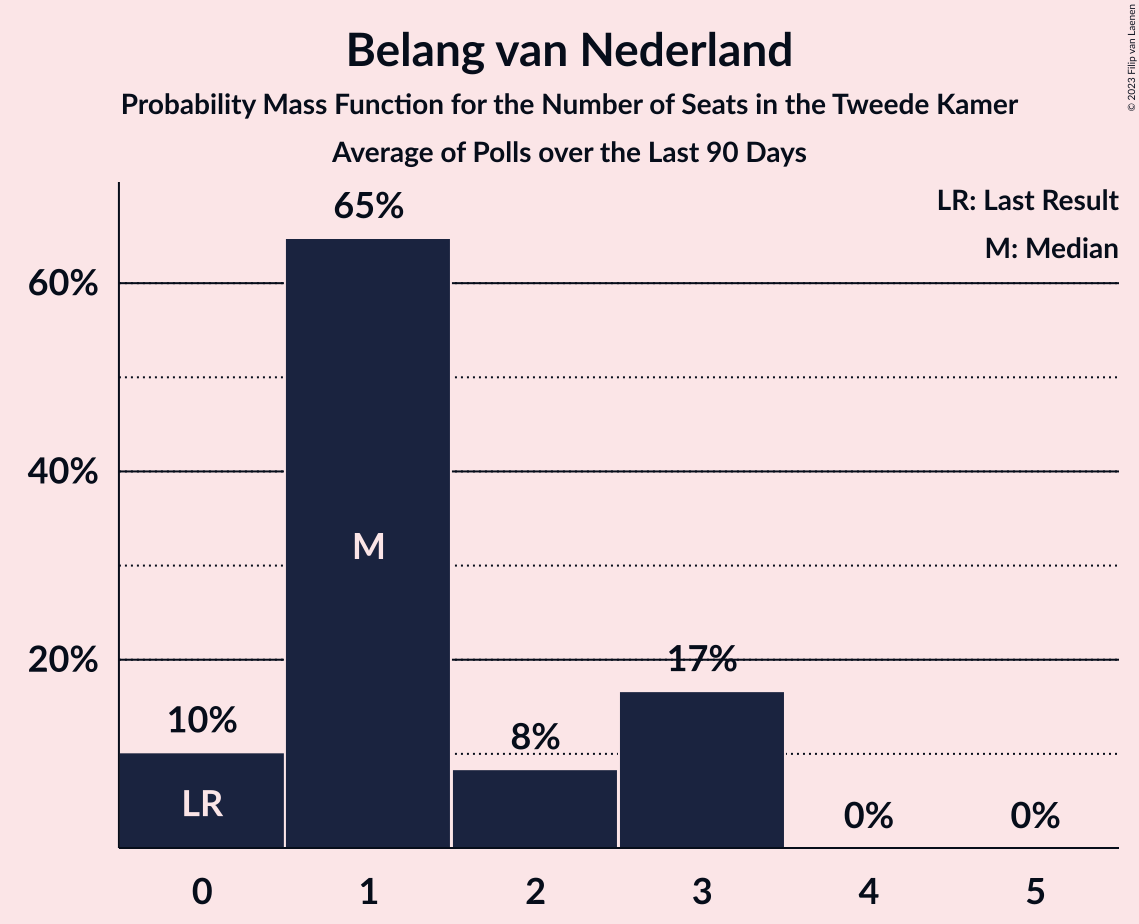 Belang van Nederland
Probability Mass Function for the Number of Seats in the Tweede Kamer
Average of Polls over the Last 90 Days
© 2023 Filip van Laenen
LR: Last Result
M: Median
65%
60%
40%
M
20%
17%
10%
8%
LR
0%
0%
0 1 2 3 4 5